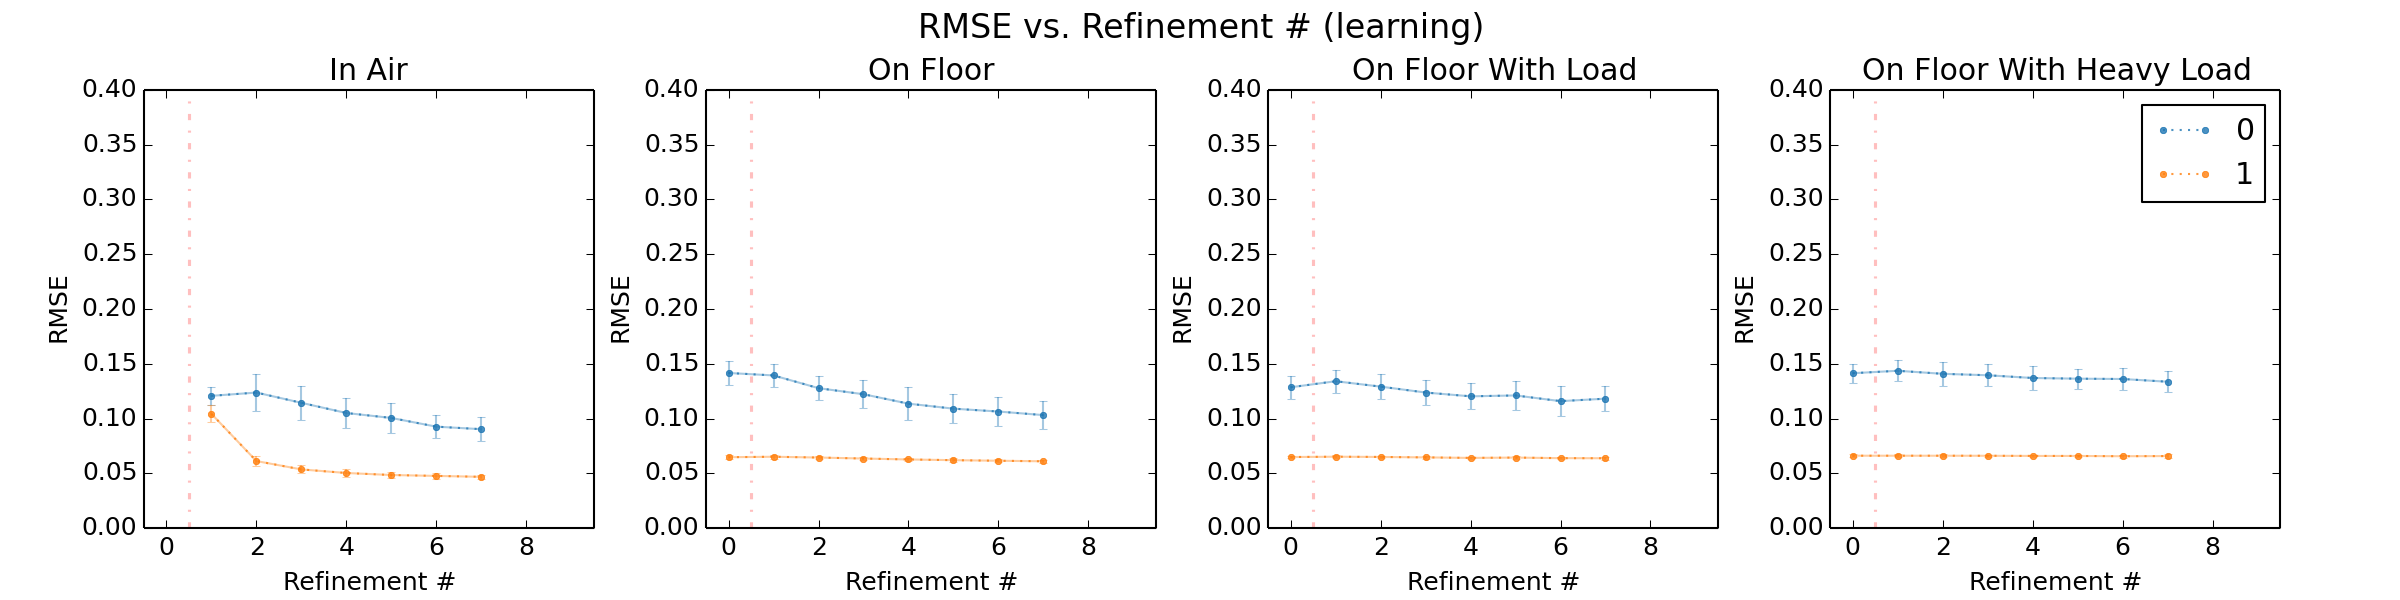 RMSE vs. Refinement # (learning)
In Air
0.40
0.35
0.30
0.25
0.20
0.15
0.10
0.05
0.00
RMSE
0 2 4 6 8
Refinement #
On Floor
0.40
0.35
0.30
0.25
0.20
0.15
0.10
0.05
0.00
RMSE
0 2 4 6 8
Refinement #
On Floor With Load
0.40
0.35
0.30
0.25
0.20
0.15
0.10
0.05
0.00
RMSE
0 2 4 6 8
Refinement #
On Floor With Heavy Load
0.40
0.35
0.30
0.25
0.20
0.15
0.10
0.05
0.00
RMSE
0 2 4 6 8
Refinement #
0
1